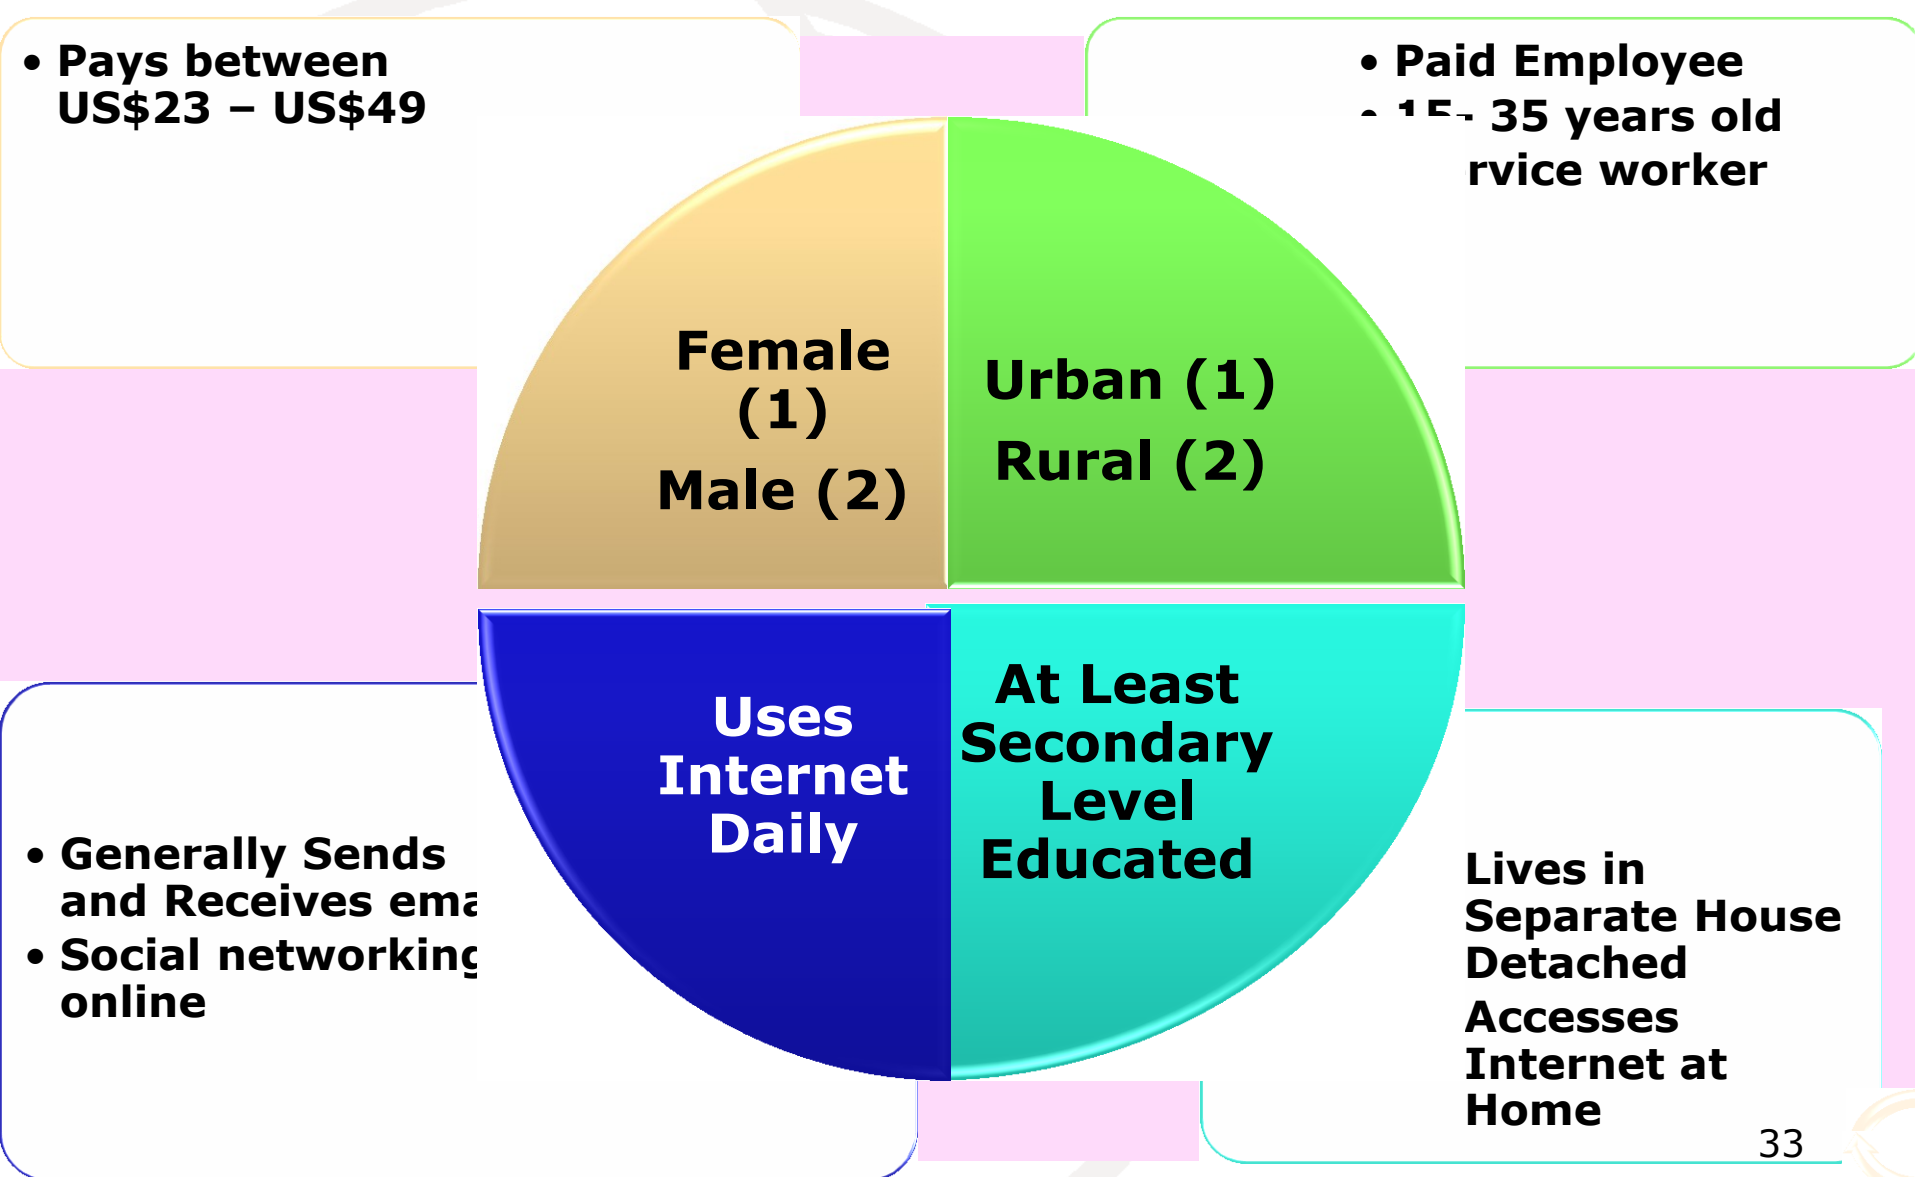 • Pays between
US$23 – US$49
• Paid Employee
• 15- 35 years old
rvice worker
Female
(1)
Male (2)
Urban (1)
Rural (2)
Uses
Internet
Daily
At Least
Secondary
Level
Educated
• Generally Sends
and Receives ema
• Social networking
online
Lives in
Separate House
Detached
Accesses
Internet at
Home
33